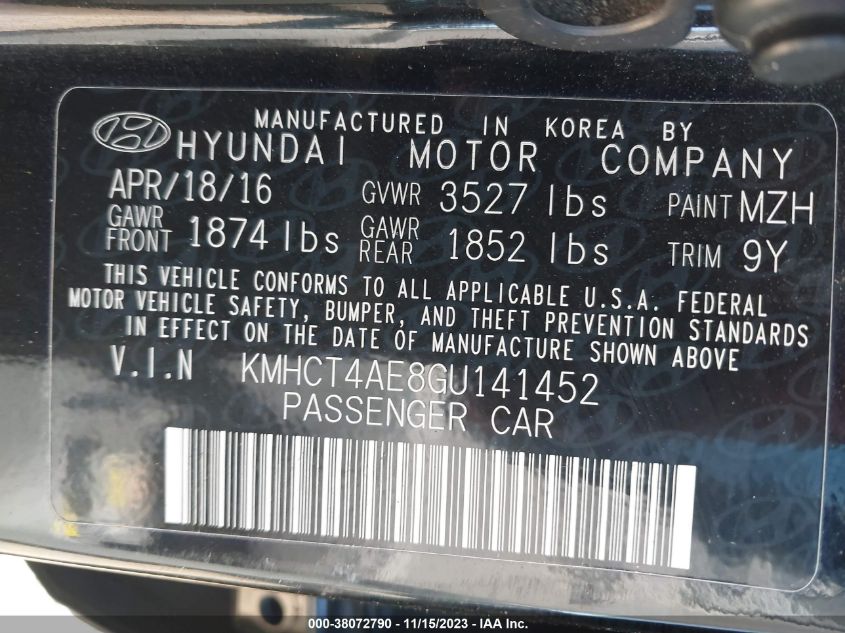 MANUFACTURED IN KOREA BY
HYUNDAI MOTOR COMPANY
APR/18/16 GVWR 3527 lbs PAINT MZH
GAWR FRONT 1874 lbs GAWR REAR 1852 lbs TRIM 9Y
THIS VEHICLE CONFORMS TO ALL APPLICABLE U.S.A. FEDERAL
MOTOR VEHICLE SAFETY, BUMPER, AND THEFT PREVENTION STANDARDS
IN EFFECT ON THE DATE OF MANUFACTURE SHOWN ABOVE
V.I.N KMHCT4AE8GU141452
PASSENGER CAR
000-38072790 - 11/15/2023 - IAA Inc.